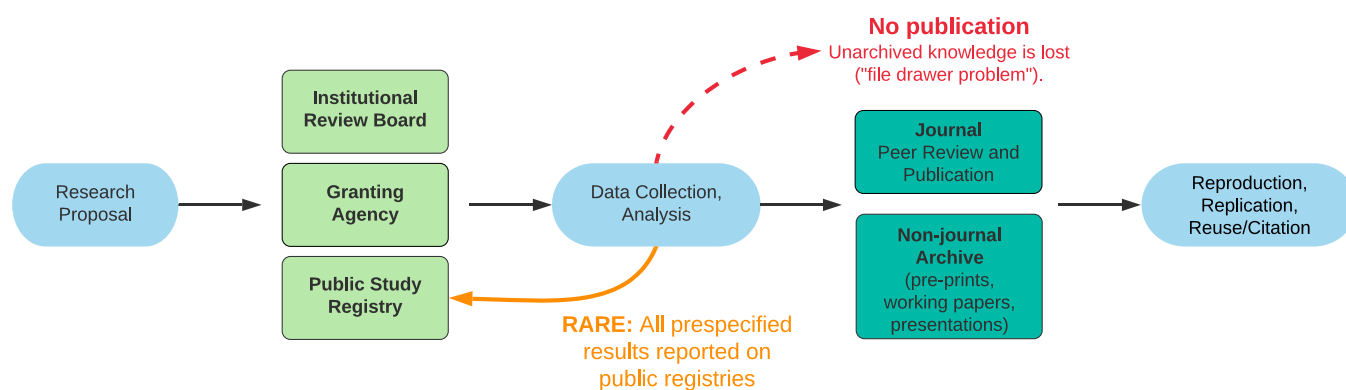 Research
Proposal
Institutional
Review Board
Granting
Agency
Public Study
Registry
Data Collection,
Analysis
No publication
Unarchived knowledge is lost
("file drawer problem").
RARE: All prespecified
results reported on
public registries
Journal
Peer Review and
Publication
Non-journal
Archive
(pre-prints,
working papers,
presentations)
Reproduction,
Replication,
Reuse/Citation